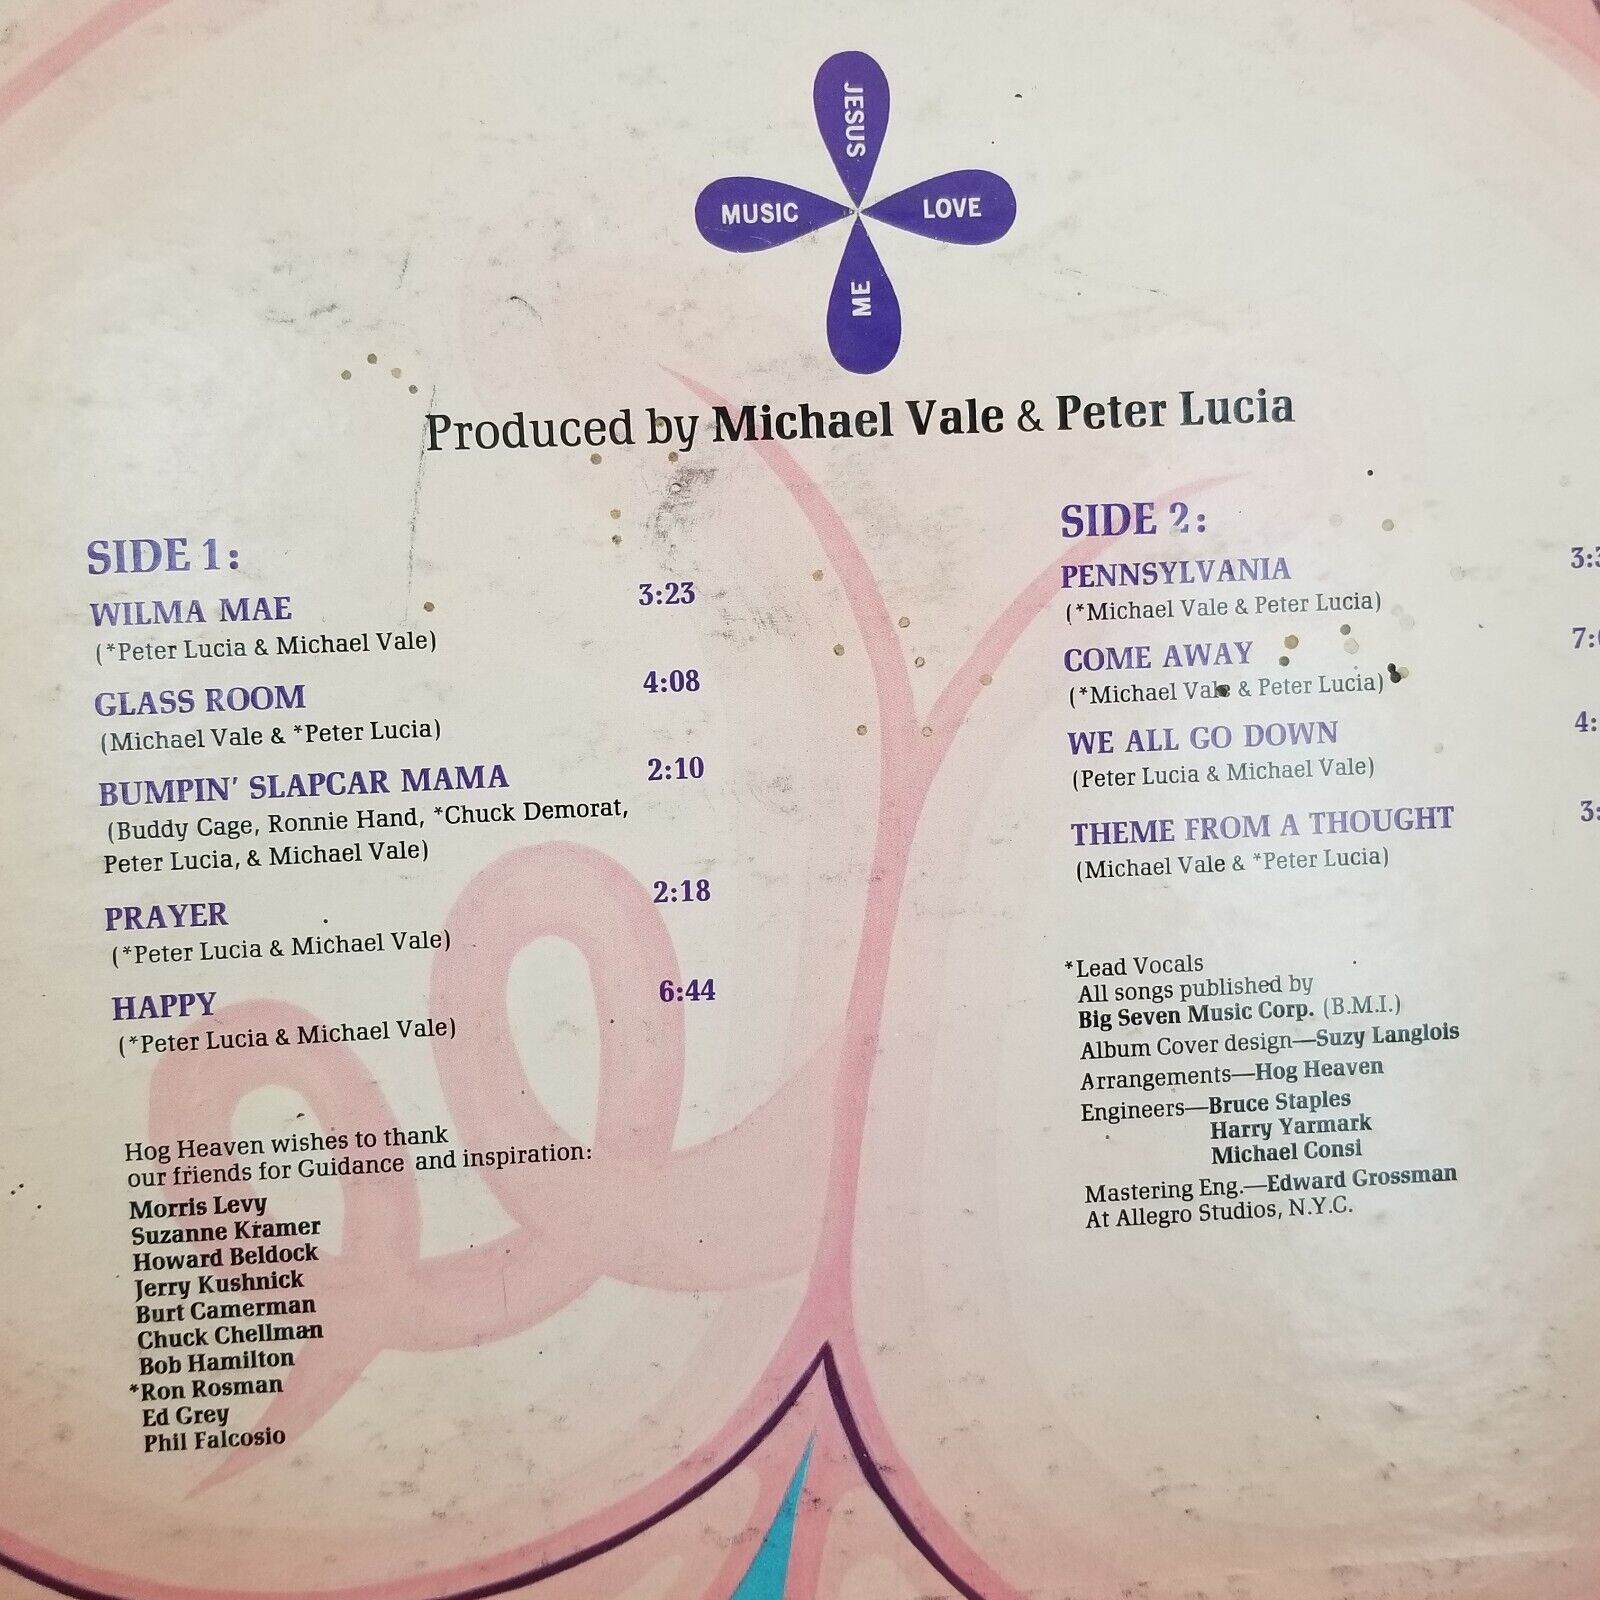 JESUS
MUSIC LOVE
ME
Produced by Michael Vale & Peter Lucia
SIDE 1:
WILMA MAE 3:23
(*Peter Lucia & Michael Vale)
GLASS ROOM 4:08
(Michael Vale & *Peter Lucia)
BUMPIN' SLAPCAR MAMA 2:10
(Buddy Cage, Ronnie Hand, *Chuck Demorat,
Peter Lucia, & Michael Vale)
PRAYER 2:18
(*Peter Lucia & Michael Vale)
HAPPY 6:44
(*Peter Lucia & Michael Vale)
Hog Heaven wishes to thank
our friends for Guidance and inspiration:
Morris Levy
Suzanne Kramer
Howard Beldock
Jerry Kushnick
Burt Camerman
Chuck Chellman
Bob Hamilton
*Ron Rosman
Ed Grey
Phil Falcosio
SIDE 2:
PENNSYLVANIA
(*Michael Vale & Peter Lucia)
COME AWAY
(*Michael Vale & Peter Lucia)
WE ALL GO DOWN
(Peter Lucia & Michael Vale)
THEME FROM A THOUGHT
(Michael Vale & *Peter Lucia)
*Lead Vocals
All songs published by
Big Seven Music Corp. (B.M.I.)
Album Cover design—Suzy Langlois
Arrangements—Hog Heaven
Engineers—Bruce Staples
Harry Yarmark
Michael Consi
Mastering Eng.—Edward Grossman
At Allegro Studios, N.Y.C.